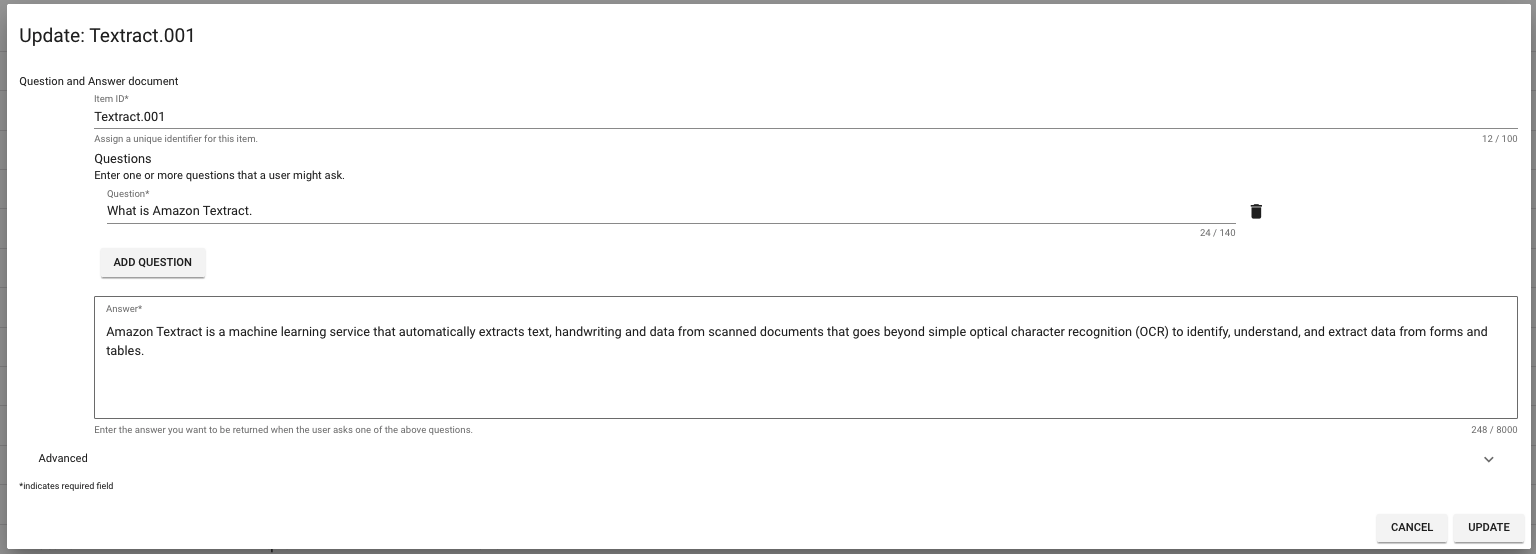 Update: Textract.001
Question and Answer document
Item ID*
Textract.001
Assign a unique identifier for this item.
12 / 100
Questions
Enter one or more questions that a user might ask.
Question*
What is Amazon Textract.
24 / 140
ADD QUESTION
Answer*
Amazon Textract is a machine learning service that automatically extracts text, handwriting and data from scanned documents that goes beyond simple optical character recognition (OCR) to identify, understand, and extract data from forms and
tables.
Enter the answer you want to be returned when the user asks one of the above questions.
248 / 8000
Advanced
*indicates required field
CANCEL
UPDATE